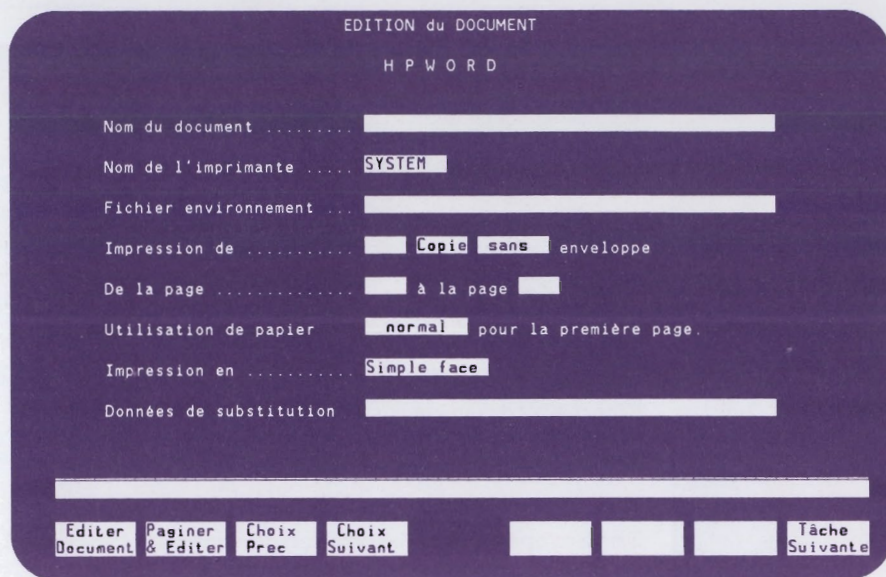 EDITION du DOCUMENT
H P W O R D
Nom du document .........
Nom de l'imprimante ..... SYSTEM
Fichier environnement ...
Impression de ........... Copie sans enveloppe
De la page .............. à la page
Utilisation de papier normal pour la première page.
Impression en ........... Simple face
Données de substitution
Editer Document Paginer & Editer Choix Prec Choix Suivant Tâche Suivante